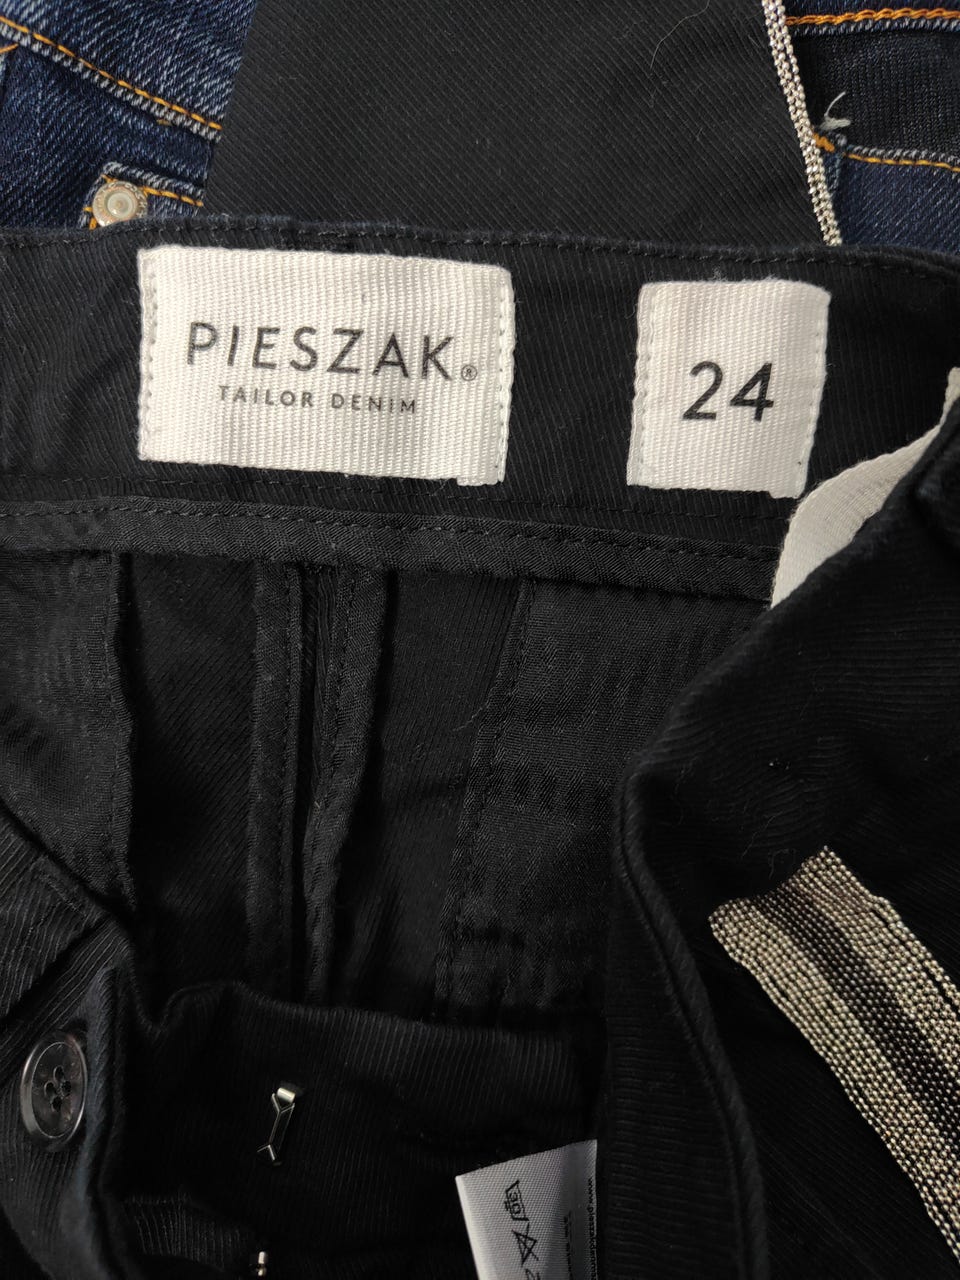 PIESZAK®
TAILOR DENIM
24